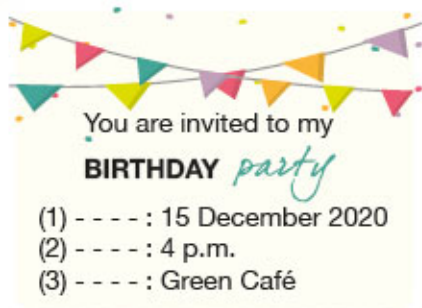 You are invited to my
BIRTHDAY party
(1) - - - - : 15 December 2020
(2) - - - - : 4 p.m.
(3) - - - - : Green Café